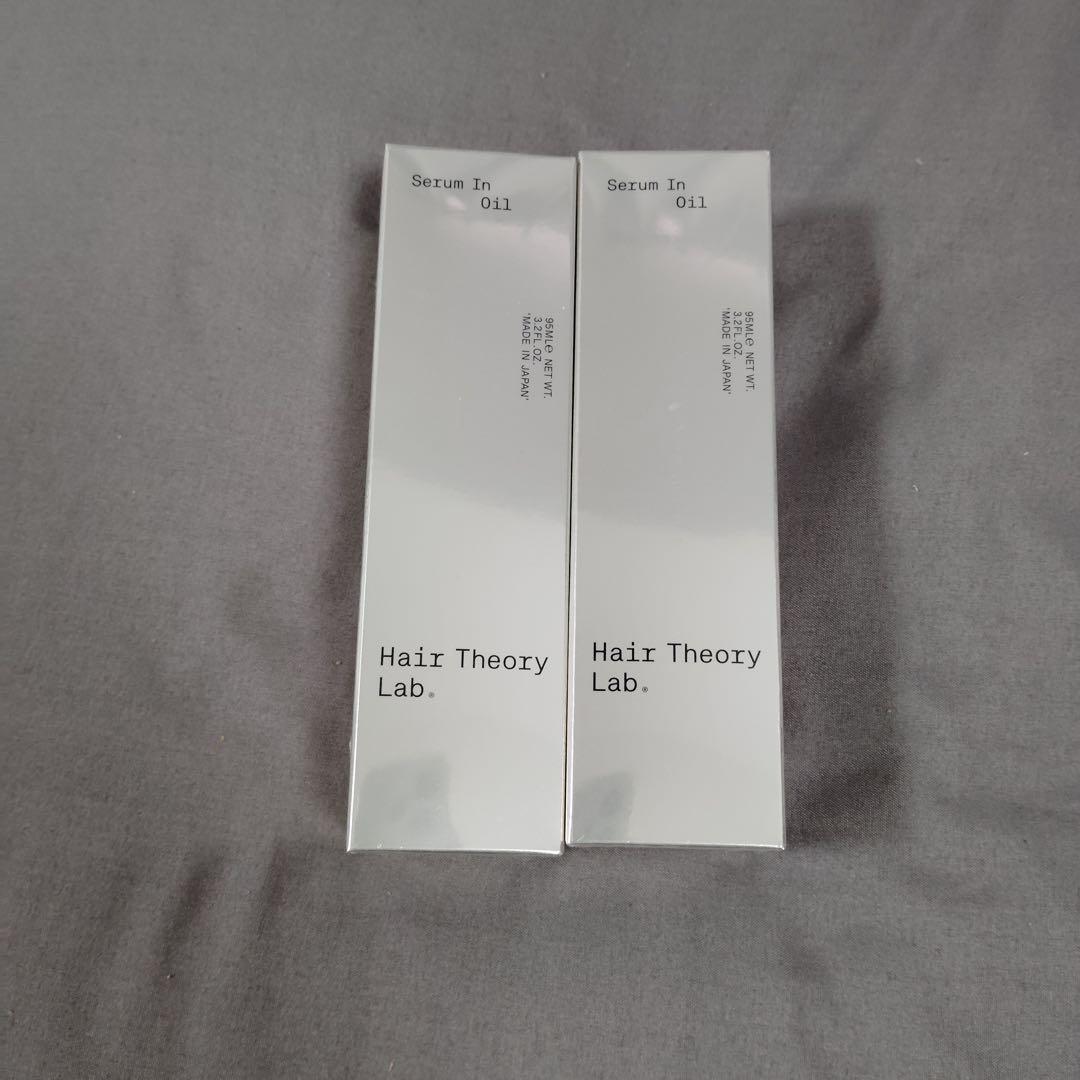 Serum In
Oil
95ML℮ NET WT.
3.2FL.OZ.
'MADE IN JAPAN'
Hair Theory
Lab®
Serum In
Oil
95ML℮ NET WT.
3.2FL.OZ.
'MADE IN JAPAN'
Hair Theory
Lab®